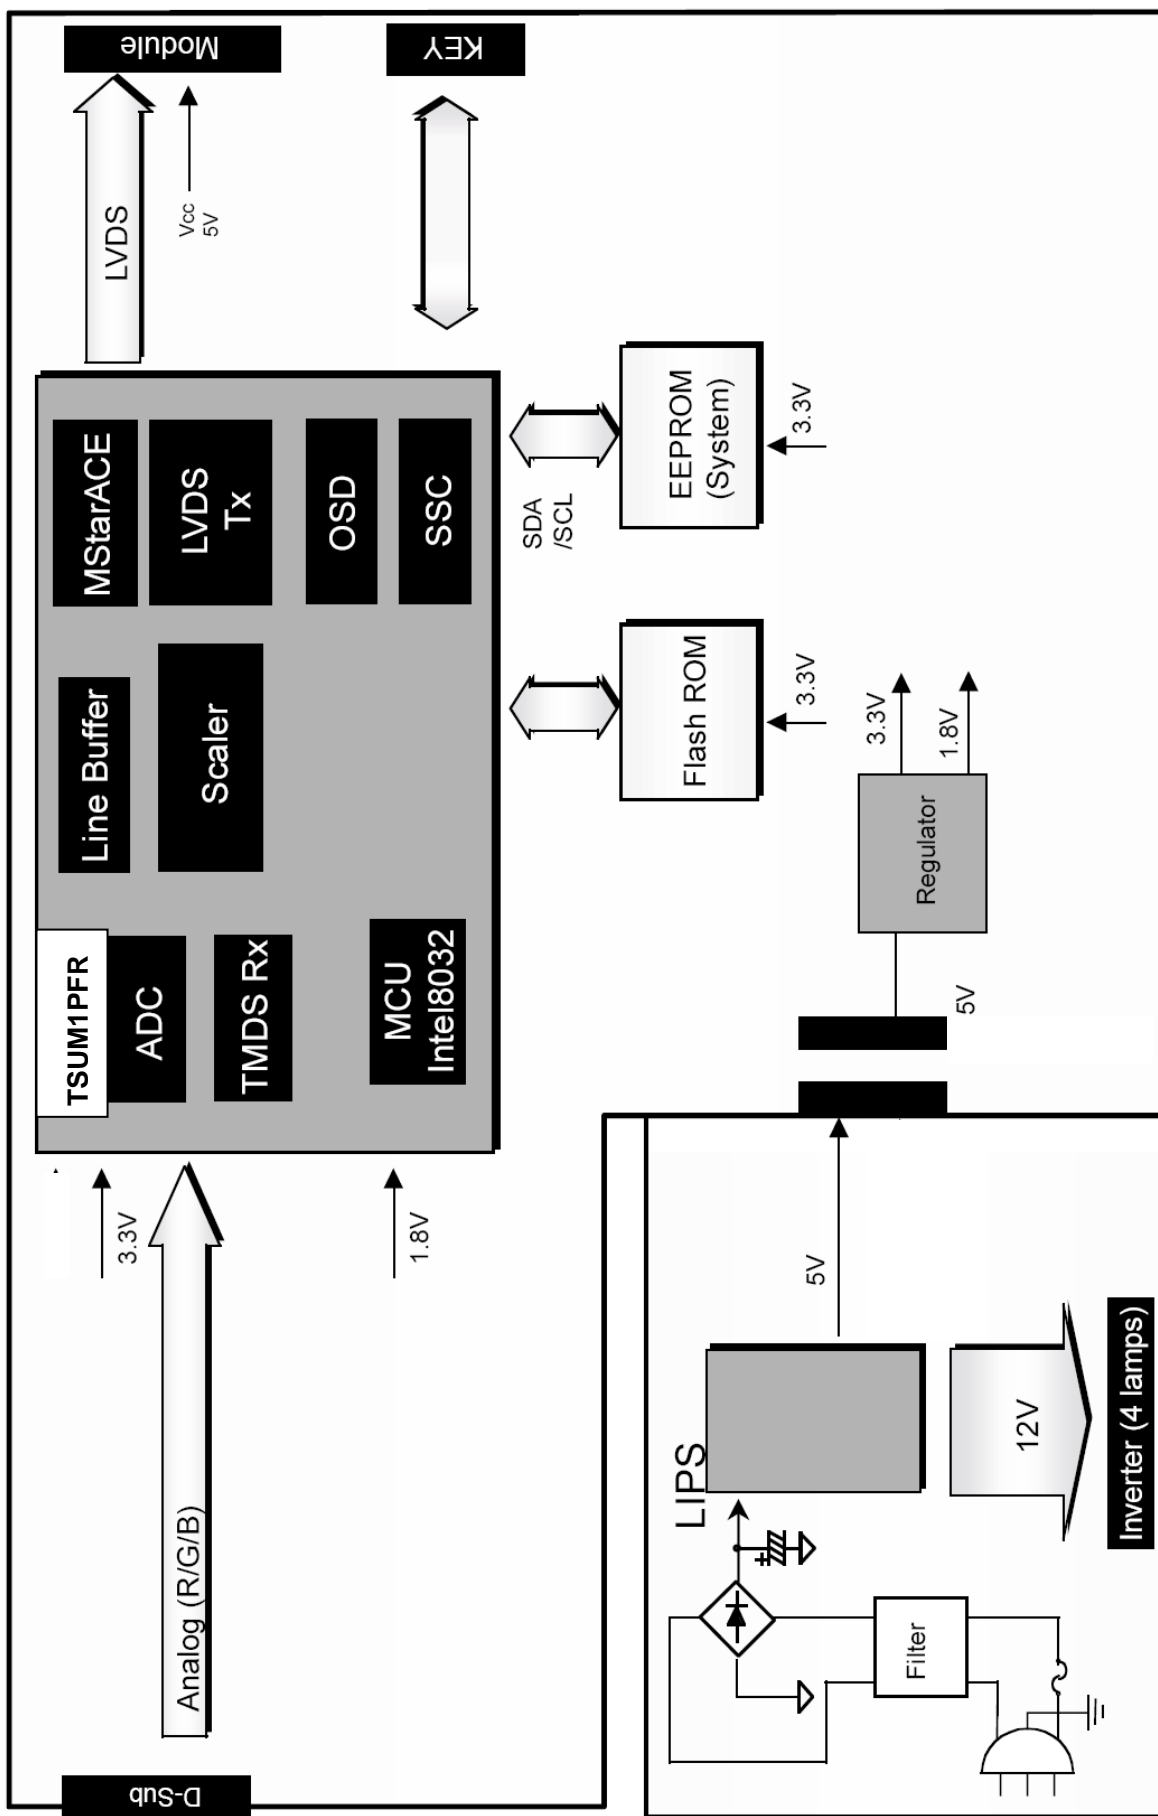 D-Sub
Analog (R/G/B)
3.3V
1.8V
TSUM1PFR
ADC
TMDS Rx
MCU
Intel8032
Line Buffer
Scaler
MStarACE
LVDS
Tx
OSD
SSC
LVDS
Vcc
5V
Module
KEY
SDA
/SCL
Flash ROM
3.3V
EEPROM
(System)
3.3V
Filter
LIPS
5V
12V
Inverter (4 lamps)
5V
Regulator
3.3V
1.8V